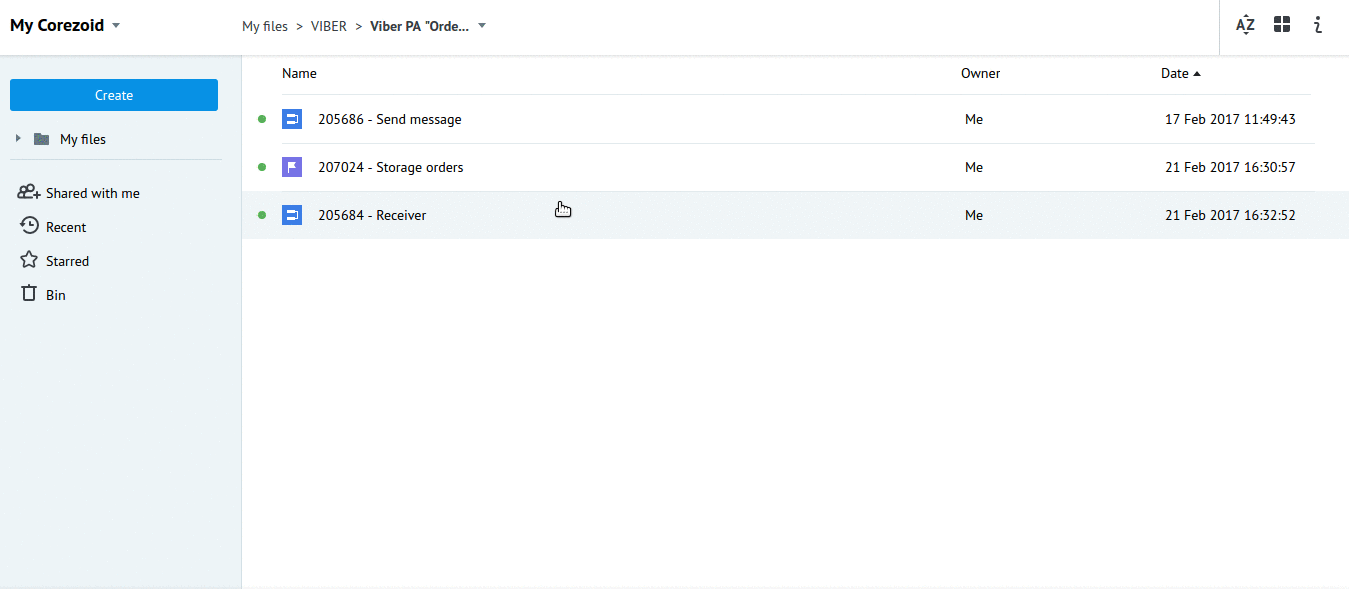 My Corezoid
My files > VIBER > Viber PA "Orde...
AZ
Create
My files
Shared with me
Recent
Starred
Bin
Name Owner Date
205686 - Send message Me 17 Feb 2017 11:49:43
207024 - Storage orders Me 21 Feb 2017 16:30:57
205684 - Receiver Me 21 Feb 2017 16:32:52